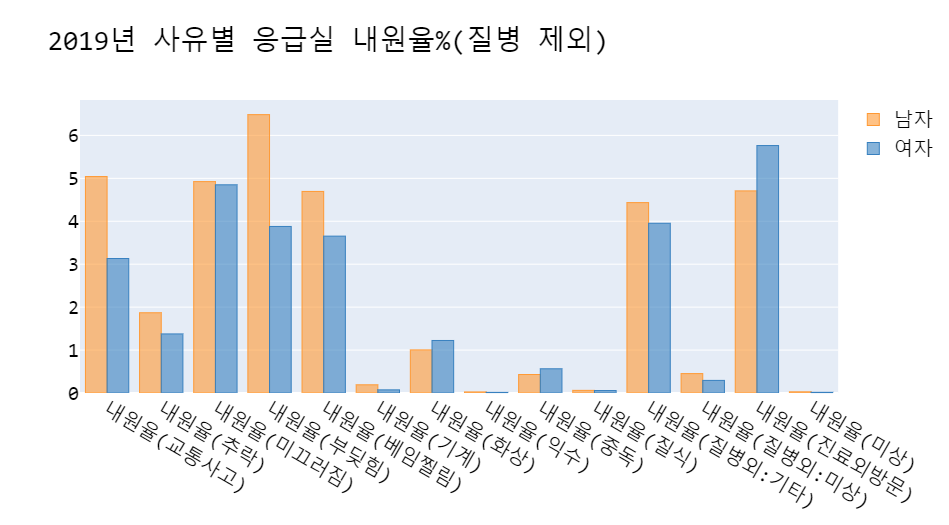 2019년 사유별 응급실 내원율%(질병 제외)
남자
여자
6
5
4
3
2
1
0
내원율(교통사고)
내원율(추락)
내원율(미끄러짐)
내원율(부딪힘)
내원율(베임찔림)
내원율(기계)
내원율(화상)
내원율(익수)
내원율(중독)
내원율(질식)
내원율(질병외:기타)
내원율(질병외:미상)
내원율(진료외방문)
내원율(미상)